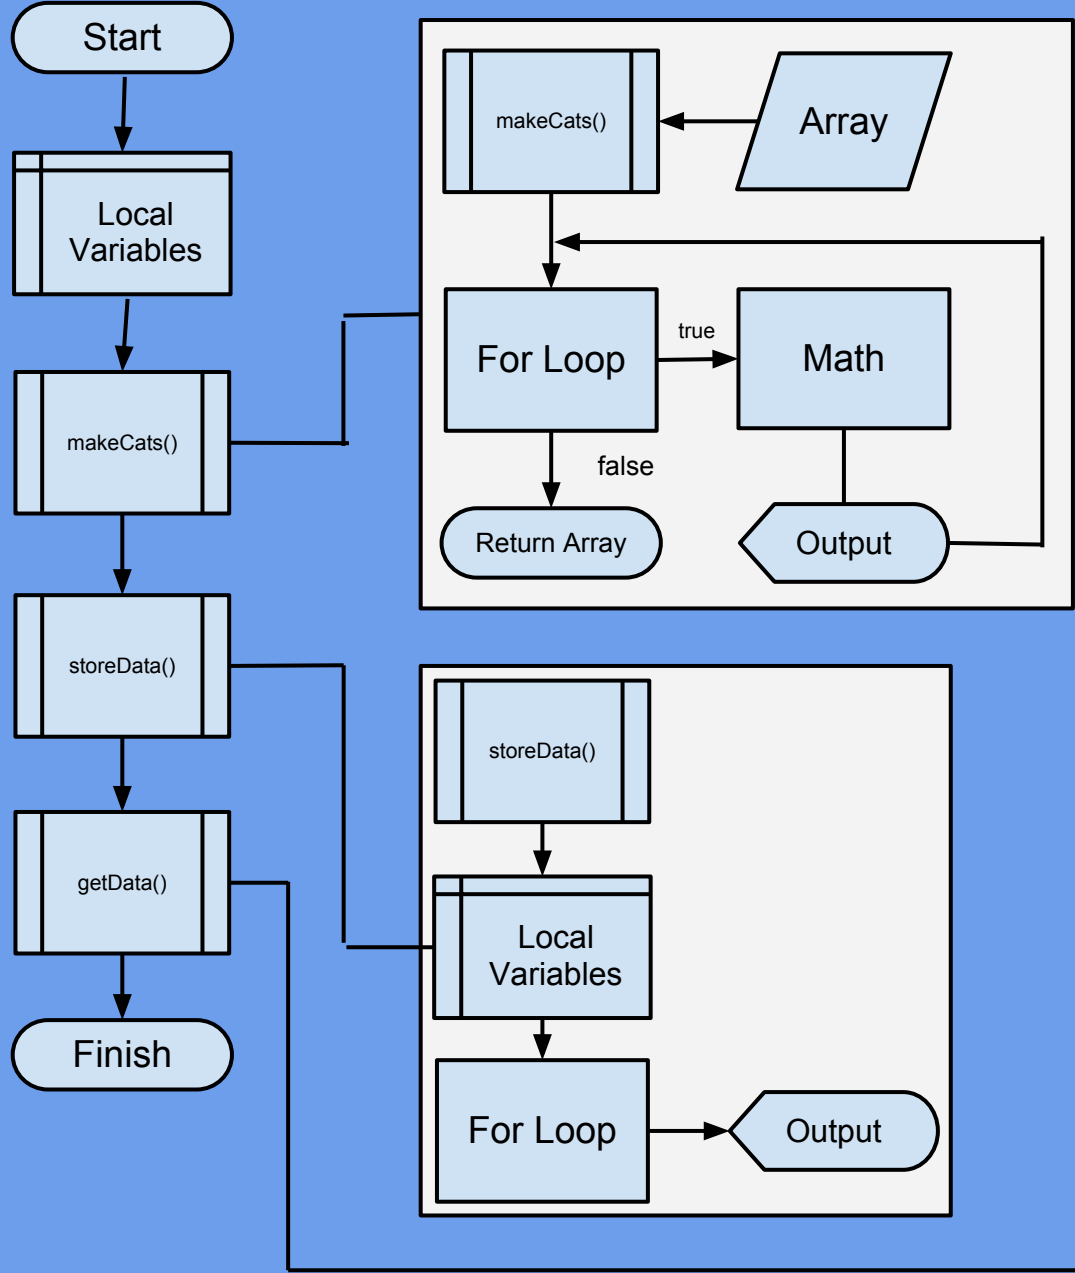 Start
Local
Variables
makeCats()
storeData()
getData()
Finish
makeCats()
Array
For Loop
true
Math
false
Return Array
Output
storeData()
Local
Variables
For Loop
Output